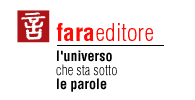 faraeditore
l'universo
che sta sotto
le parole